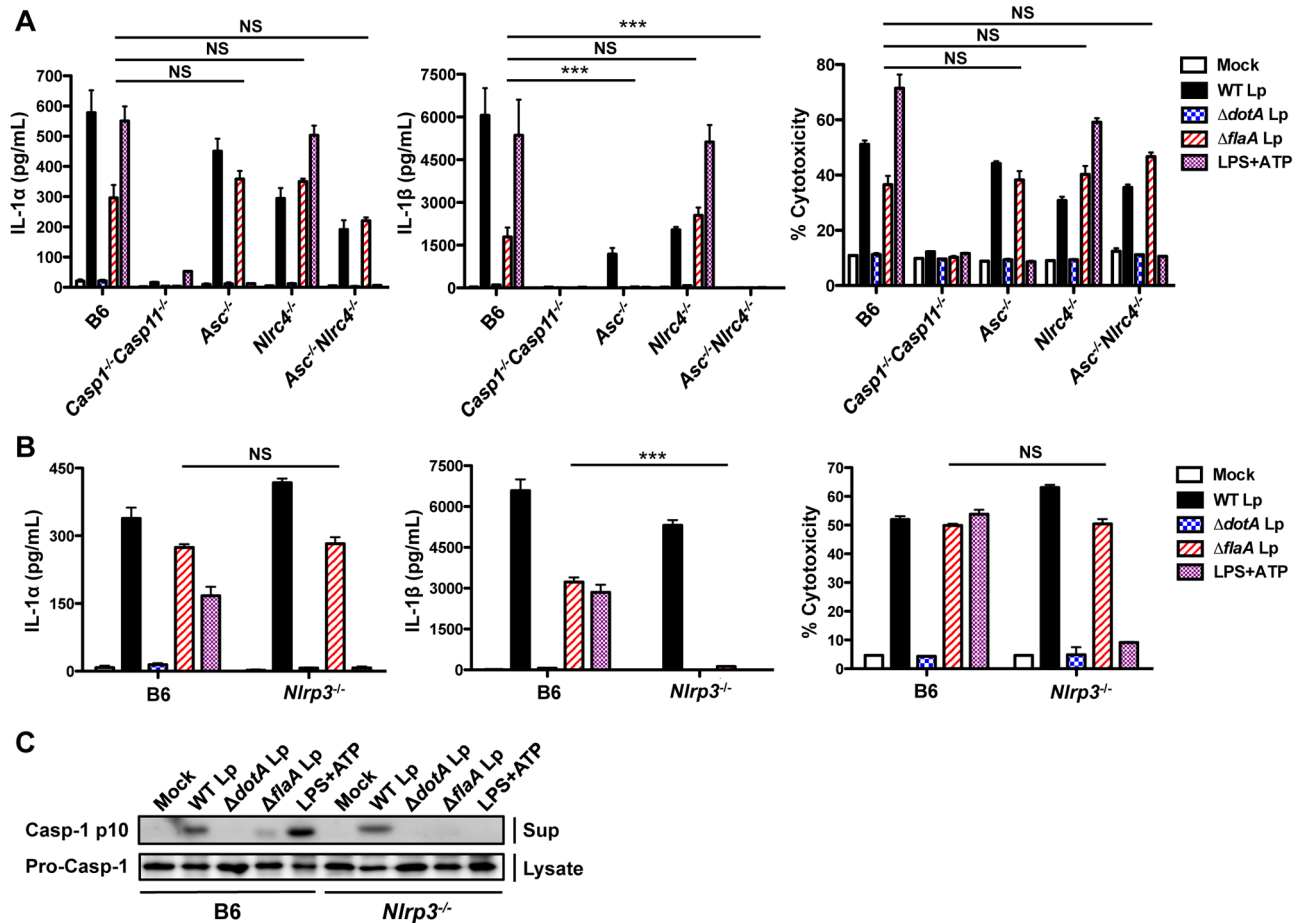 A
NS
NS
NS
700
600
500
400
300
200
100
0
IL-1α (pg/mL)
B6
Casp1-/-Casp11-/-
Asc-/-
Nlrc4-/-
Asc-/-Nlrc4-/-
***
NS
***
7500
6000
4500
3000
1500
0
IL-1β (pg/mL)
B6
Casp1-/-Casp11-/-
Asc-/-
Nlrc4-/-
Asc-/-Nlrc4-/-
NS
NS
NS
80
60
40
20
0
% Cytotoxicity
B6
Casp1-/-Casp11-/-
Asc-/-
Nlrc4-/-
Asc-/-Nlrc4-/-
Mock
WT Lp
ΔdotA Lp
ΔflaA Lp
LPS+ATP
B
NS
450
300
150
0
IL-1α (pg/mL)
B6
Nlrp3-/-
***
7500
6000
4500
3000
1500
0
IL-1β (pg/mL)
B6
Nlrp3-/-
NS
70
60
50
40
30
20
10
0
% Cytotoxicity
B6
Nlrp3-/-
Mock
WT Lp
ΔdotA Lp
ΔflaA Lp
LPS+ATP
C
Mock WT Lp ΔdotA Lp ΔflaA Lp LPS+ATP Mock WT Lp ΔdotA Lp ΔflaA Lp LPS+ATP
Casp-1 p10 Sup
Pro-Casp-1 Lysate
B6 Nlrp3-/-